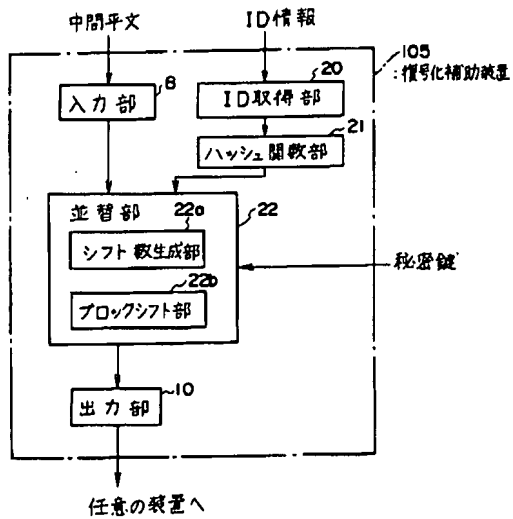 中間平文
ID情報
105
:復号化補助装置
8
入力部
20
ID取得部
21
ハッシュ関数部
22
並替部
22a
シフト数生成部
22b
ブロックシフト部
秘密鍵
10
出力部
任意の装置へ